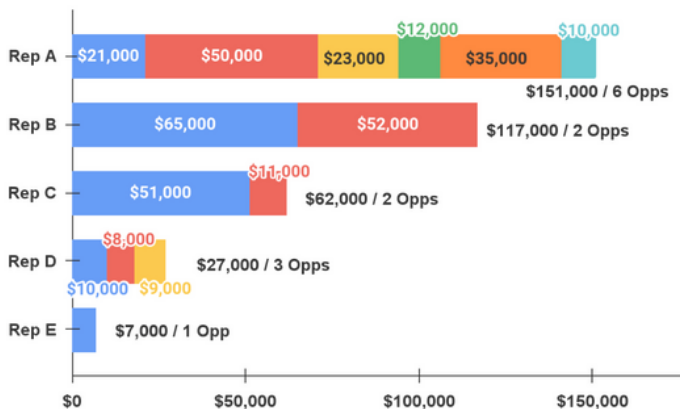 $12,000 $10,000
Rep A $21,000 $50,000 $23,000 $35,000
$151,000 / 6 Opps
Rep B $65,000 $52,000 $117,000 / 2 Opps
$11,000
Rep C $51,000 $62,000 / 2 Opps
$8,000
Rep D $27,000 / 3 Opps
$10,000 $9,000
Rep E $7,000 / 1 Opp
$0 $50,000 $100,000 $150,000